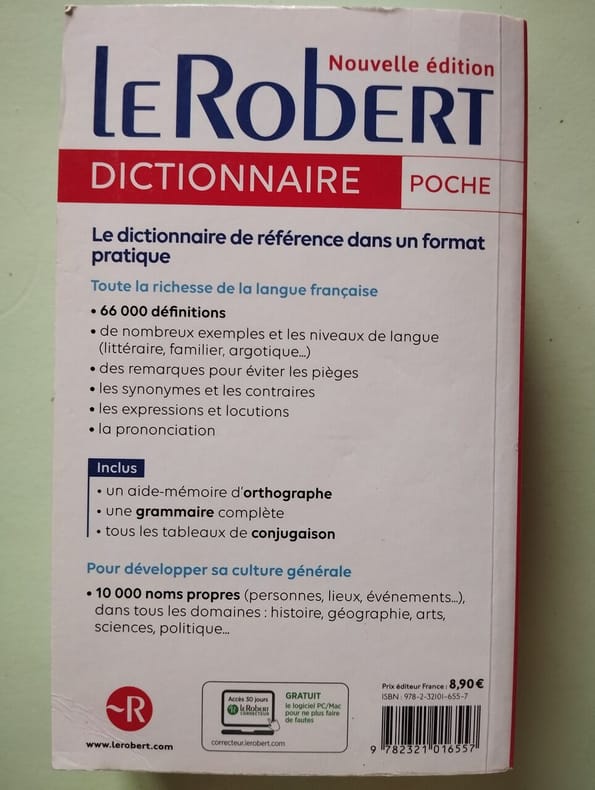 Nouvelle édition
le Robert
DICTIONNAIRE POCHE
Le dictionnaire de référence dans un format
pratique
Toute la richesse de la langue française
• 66 000 définitions
• de nombreux exemples et les niveaux de langue
(littéraire, familier, argotique...)
• des remarques pour éviter les pièges
• les synonymes et les contraires
• les expressions et locutions
• la prononciation
Inclus
• un aide-mémoire d'orthographe
• une grammaire complète
• tous les tableaux de conjugaison
Pour développer sa culture générale
• 10 000 noms propres (personnes, lieux, événements...),
dans tous les domaines : histoire, géographie, arts,
sciences, politique...
~R
www.lerobert.com
Accès 30 jours
le Robert
CORRECTEUR
GRATUIT
le logiciel PC/Mac
pour ne plus faire
de fautes
correcteur.lerobert.com
Prix éditeur France : 8,90 €
ISBN : 978-2-32101-655-7
9 782321 016557